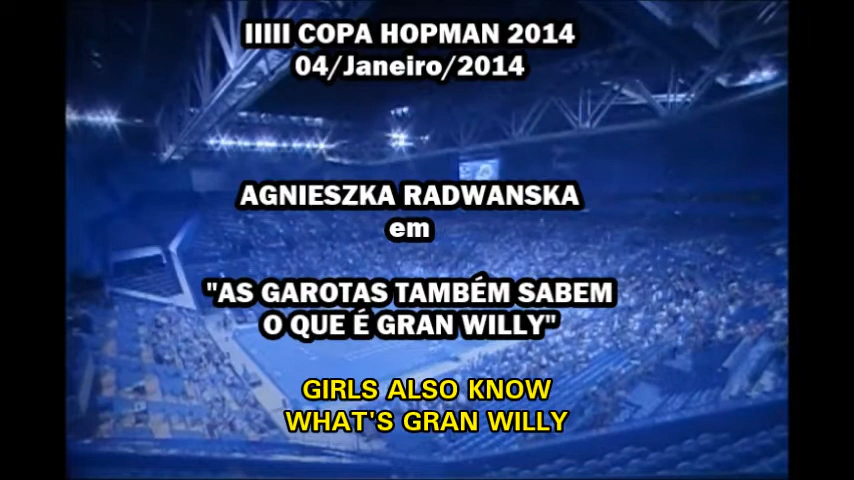 IIIII COPA HOPMAN 2014
04/Janeiro/2014
AGNIESZKA RADWANSKA
em
"AS GAROTAS TAMBÉM SABEM
O QUE É GRAN WILLY"
GIRLS ALSO KNOW
WHAT'S GRAN WILLY